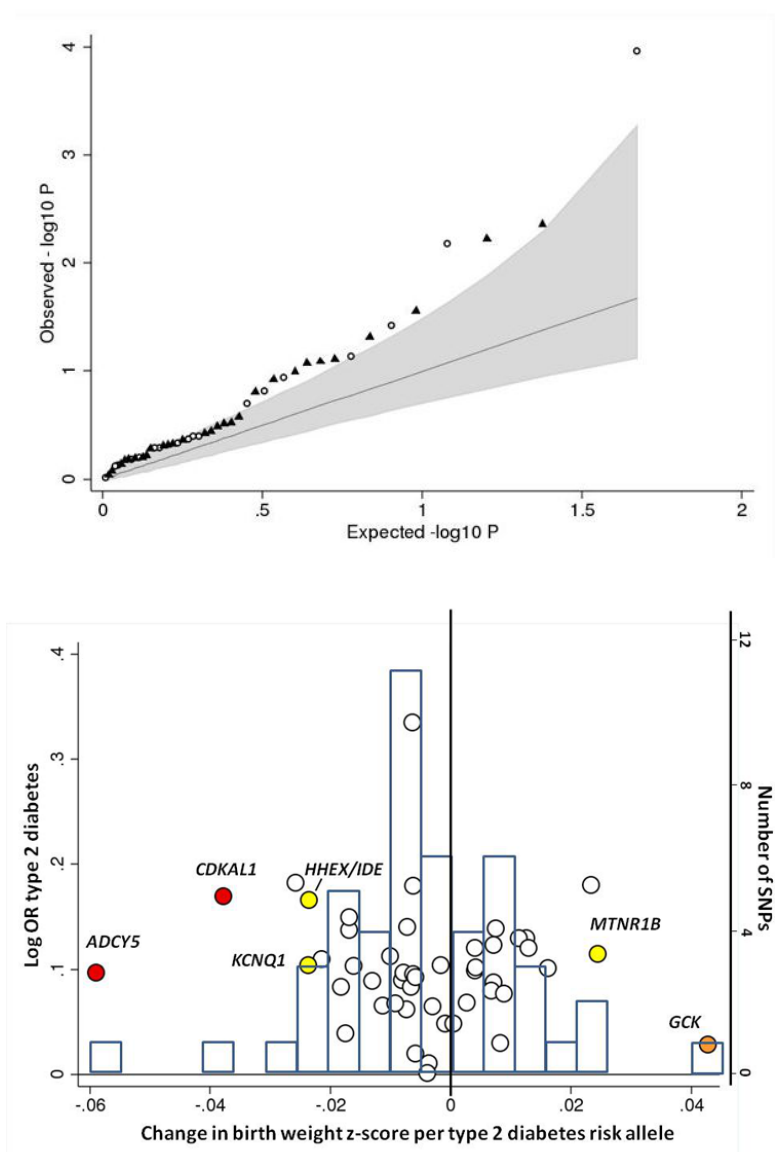 4
3
2
1
0
Observed - log10 P
0
.5
1
1.5
2
Expected -log10 P
.4
.3
.2
.1
0
Log OR type 2 diabetes
12
8
4
0
Number of SNPs
CDKAL1
HHEX/IDE
ADCY5
KCNQ1
MTNR1B
GCK
-.06
-.04
-.02
0
.02
.04
Change in birth weight z-score per type 2 diabetes risk allele